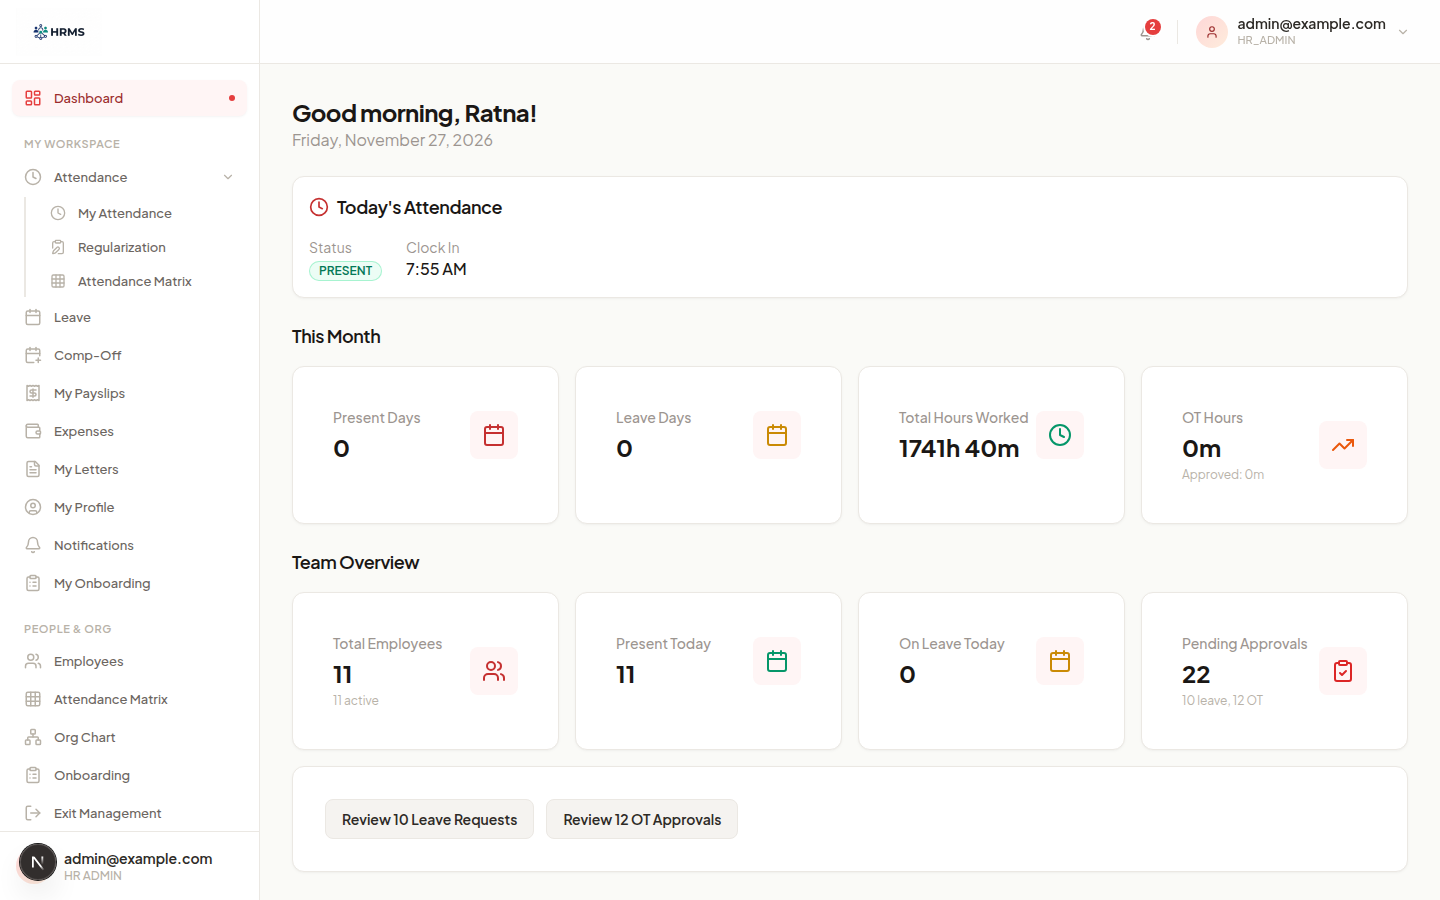 HRMS
2
admin@example.com
HR_ADMIN
Dashboard
MY WORKSPACE
Attendance
My Attendance
Regularization
Attendance Matrix
Leave
Comp-Off
My Payslips
Expenses
My Letters
My Profile
Notifications
My Onboarding
PEOPLE & ORG
Employees
Attendance Matrix
Org Chart
Onboarding
Exit Management
N
admin@example.com
HR ADMIN
Good morning, Ratna!
Friday, November 27, 2026
Today's Attendance
Status
PRESENT
Clock In
7:55 AM
This Month
Present Days
0
Leave Days
0
Total Hours Worked
1741h 40m
OT Hours
0m
Approved: 0m
Team Overview
Total Employees
11
11 active
Present Today
11
On Leave Today
0
Pending Approvals
22
10 leave, 12 OT
Review 10 Leave Requests
Review 12 OT Approvals